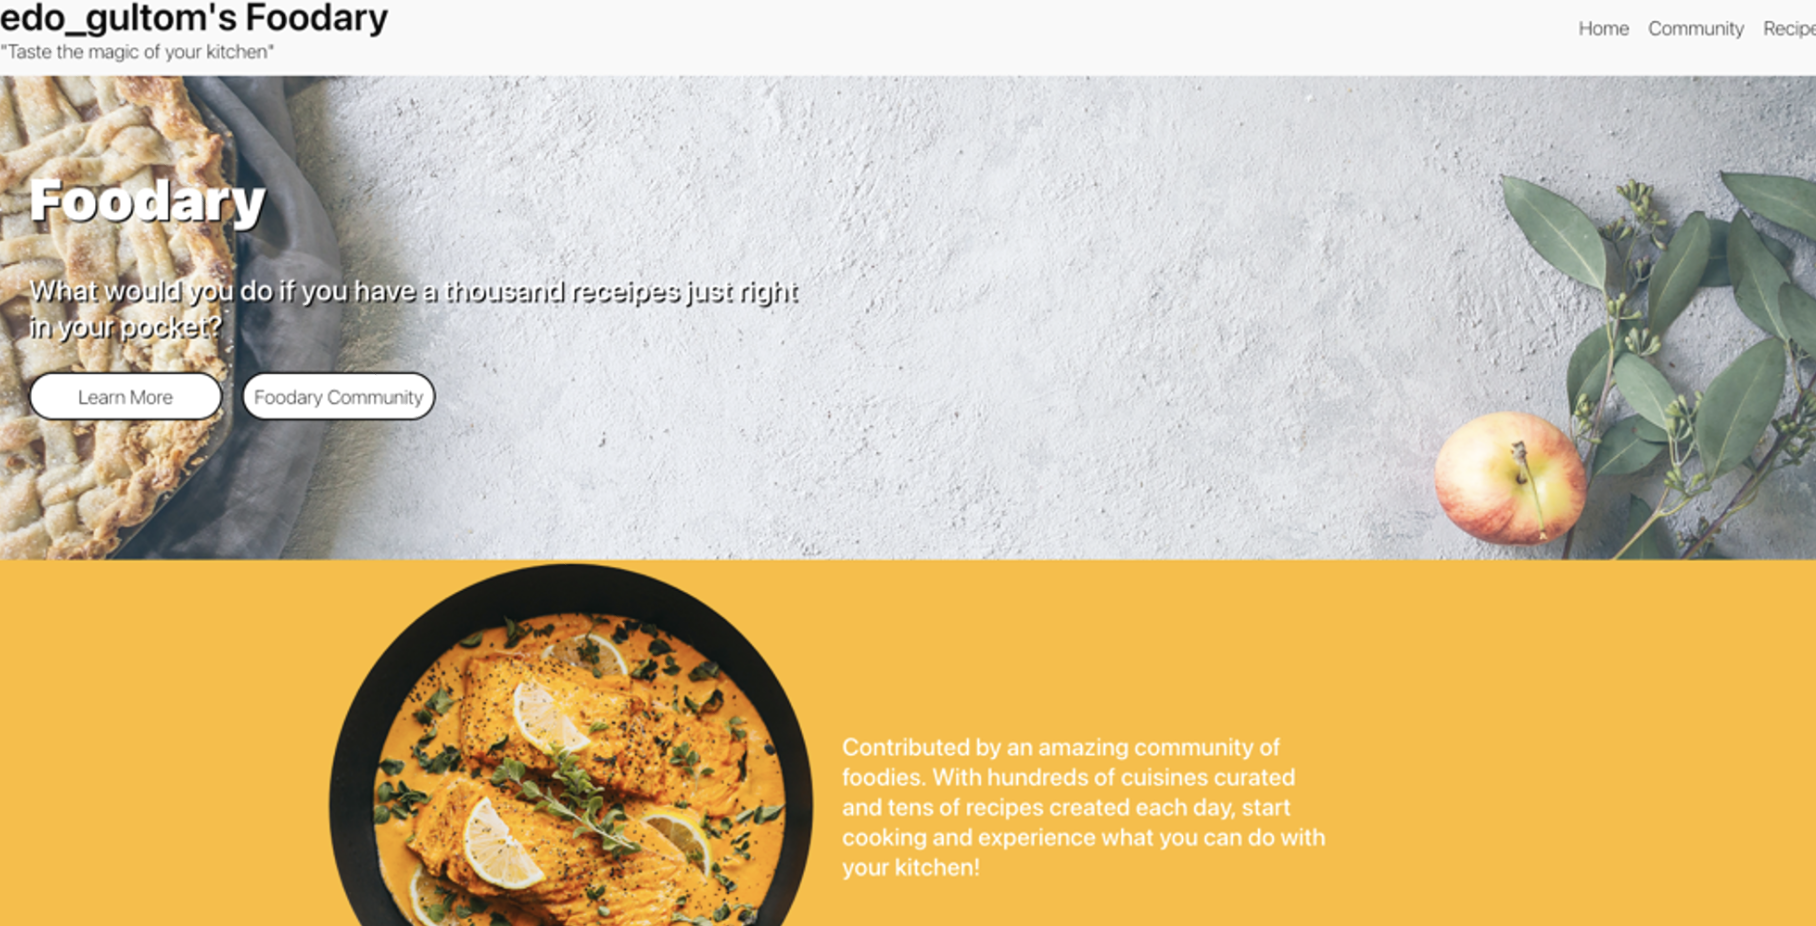 edo_gultom's Foodary
"Taste the magic of your kitchen"
Home Community Recipe
Foodary
What would you do if you have a thousand receipes just right
in your pocket?
Learn More Foodary Community
Contributed by an amazing community of
foodies. With hundreds of cuisines curated
and tens of recipes created each day, start
cooking and experience what you can do with
your kitchen!